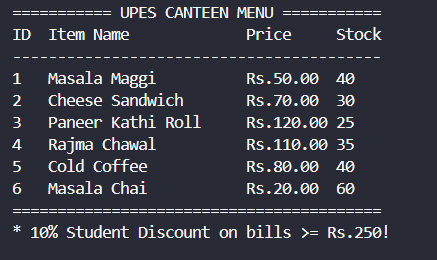 =========== UPES CANTEEN MENU ===========
ID  Item Name             Price     Stock
-----------------------------------------
1   Masala Maggi          Rs.50.00  40
2   Cheese Sandwich       Rs.70.00  30
3   Paneer Kathi Roll     Rs.120.00 25
4   Rajma Chawal          Rs.110.00 35
5   Cold Coffee           Rs.80.00  40
6   Masala Chai           Rs.20.00  60
=========================================
* 10% Student Discount on bills >= Rs.250!